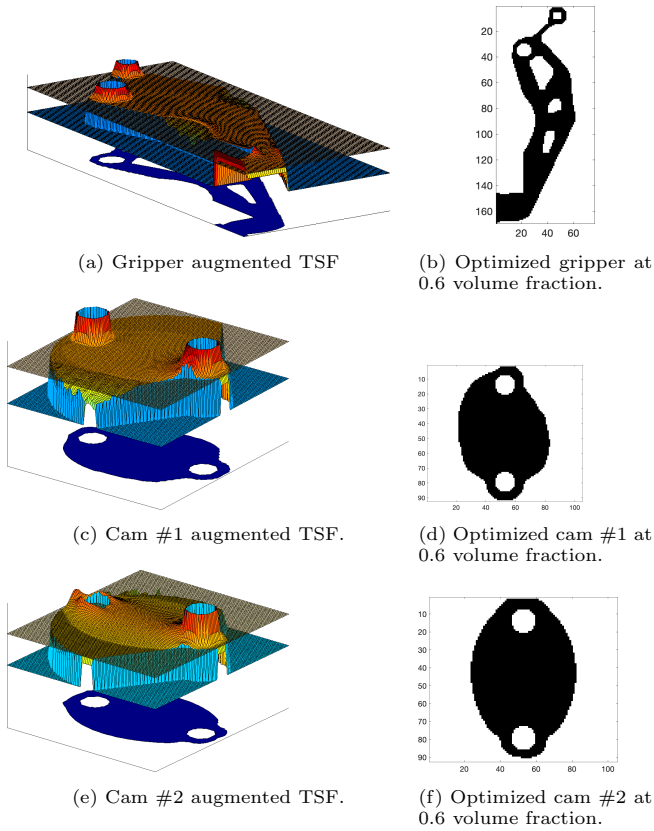 20
40
60
80
100
120
140
160
20 40 60
(a) Gripper augmented TSF
(b) Optimized gripper at
0.6 volume fraction.
10
20
30
40
50
60
70
80
90
20 40 60 80 100
(c) Cam #1 augmented TSF.
(d) Optimized cam #1 at
0.6 volume fraction.
10
20
30
40
50
60
70
80
90
20 40 60 80 100
(e) Cam #2 augmented TSF.
(f) Optimized cam #2 at
0.6 volume fraction.